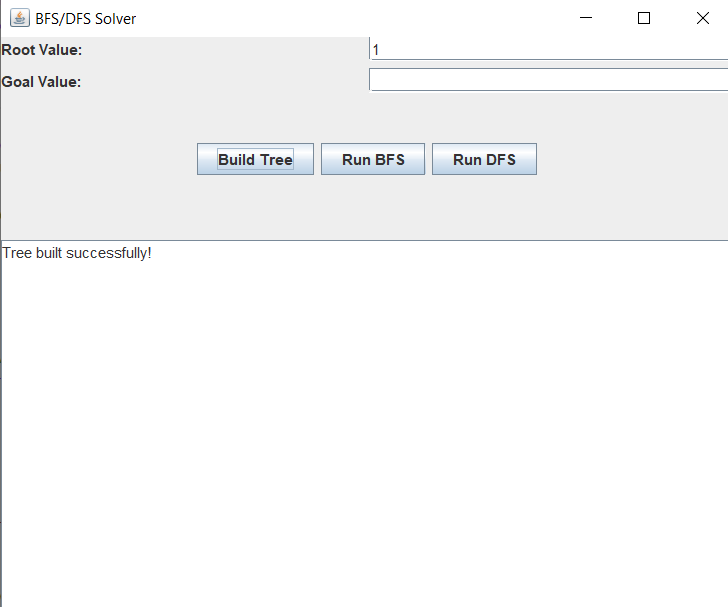 BFS/DFS Solver
Root Value:
1
Goal Value:
Build Tree Run BFS Run DFS
Tree built successfully!